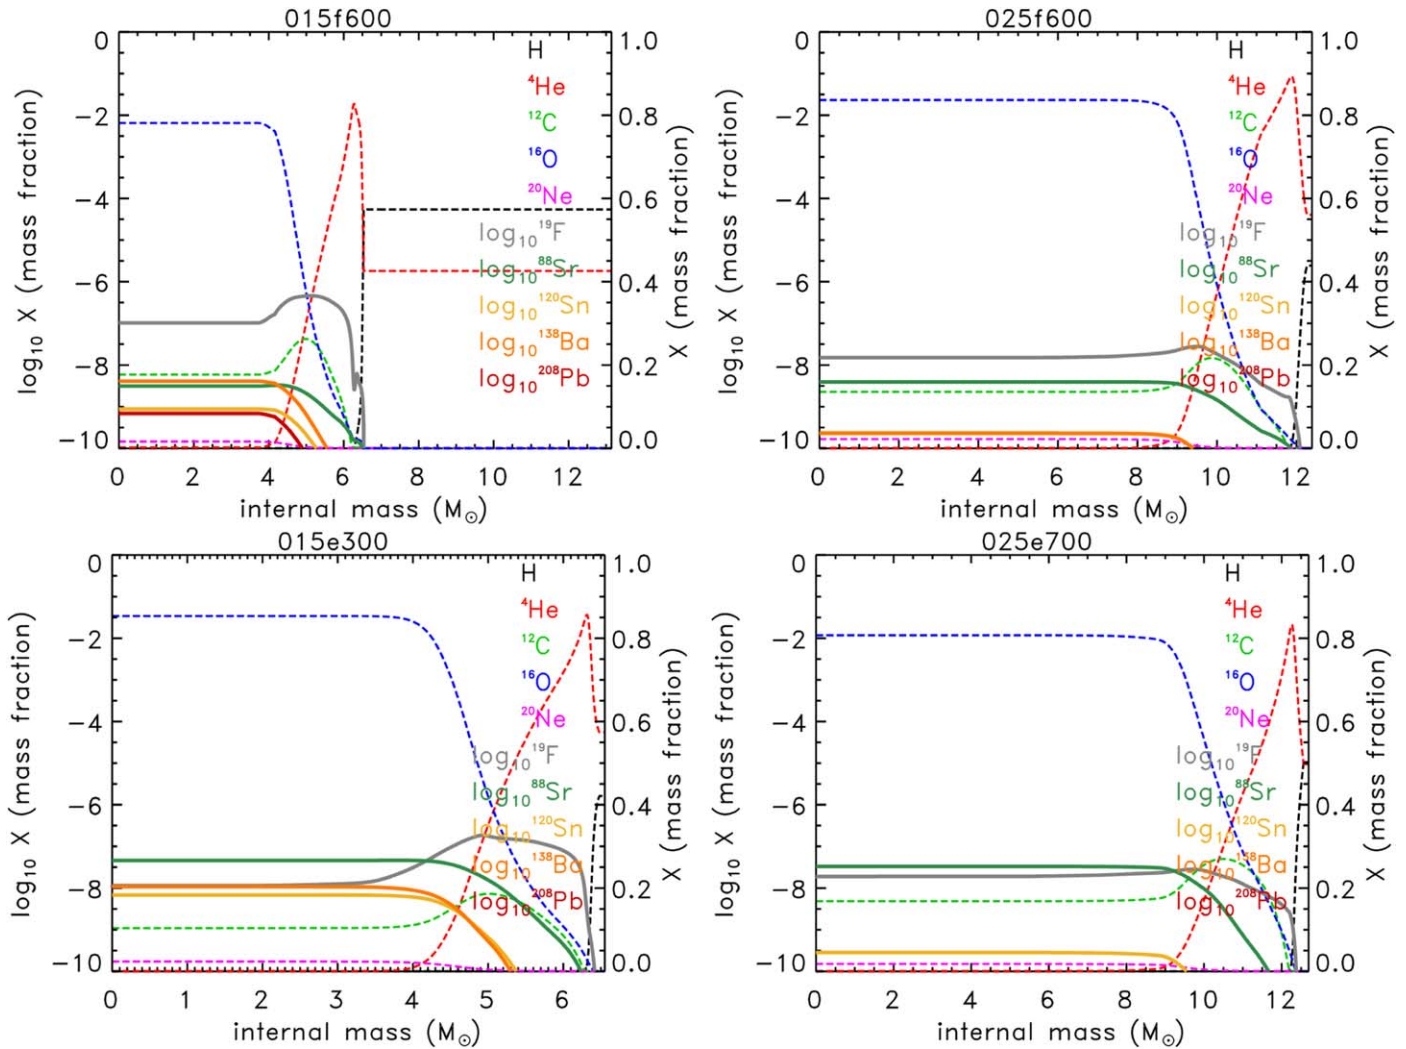 015f600
0
−2
−4
−6
−8
−10
log₁₀ X (mass fraction)
1.0
0.8
0.6
0.4
0.2
0.0
X (mass fraction)
H
⁴He
¹²C
¹⁶O
²⁰Ne
log₁₀ ¹⁹F
log₁₀ ⁸⁸Sr
log₁₀ ¹²⁰Sn
log₁₀ ¹³⁸Ba
log₁₀ ²⁰⁸Pb
0 2 4 6 8 10 12
internal mass (M☉)
025f600
0
−2
−4
−6
−8
−10
log₁₀ X (mass fraction)
1.0
0.8
0.6
0.4
0.2
0.0
X (mass fraction)
H
⁴He
¹²C
¹⁶O
²⁰Ne
log₁₀ ¹⁹F
log₁₀ ⁸⁸Sr
log₁₀ ¹²⁰Sn
log₁₀ ¹³⁸Ba
log₁₀ ²⁰⁸Pb
0 2 4 6 8 10 12
internal mass (M☉)
015e300
0
−2
−4
−6
−8
−10
log₁₀ X (mass fraction)
1.0
0.8
0.6
0.4
0.2
0.0
X (mass fraction)
H
⁴He
¹²C
¹⁶O
²⁰Ne
log₁₀ ¹⁹F
log₁₀ ⁸⁸Sr
log₁₀ ¹²⁰Sn
log₁₀ ¹³⁸Ba
log₁₀ ²⁰⁸Pb
0 1 2 3 4 5 6
internal mass (M☉)
025e700
0
−2
−4
−6
−8
−10
log₁₀ X (mass fraction)
1.0
0.8
0.6
0.4
0.2
0.0
X (mass fraction)
H
⁴He
¹²C
¹⁶O
²⁰Ne
log₁₀ ¹⁹F
log₁₀ ⁸⁸Sr
log₁₀ ¹²⁰Sn
log₁₀ ¹³⁸Ba
log₁₀ ²⁰⁸Pb
0 2 4 6 8 10 12
internal mass (M☉)